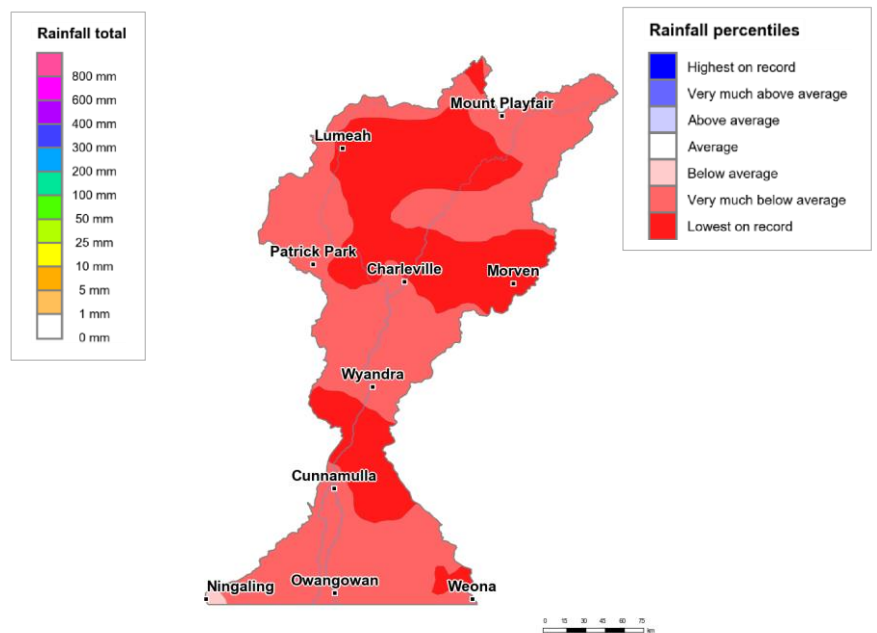 Rainfall total
800 mm
600 mm
400 mm
300 mm
200 mm
100 mm
50 mm
25 mm
10 mm
5 mm
1 mm
0 mm
Mount Playfair
Lumeah
Patrick Park
Charleville
Morven
Wyandra
Cunnamulla
Ningaling
Owangowan
Weona
Rainfall percentiles
Highest on record
Very much above average
Above average
Average
Below average
Very much below average
Lowest on record
0 15 30 45 60 75
km